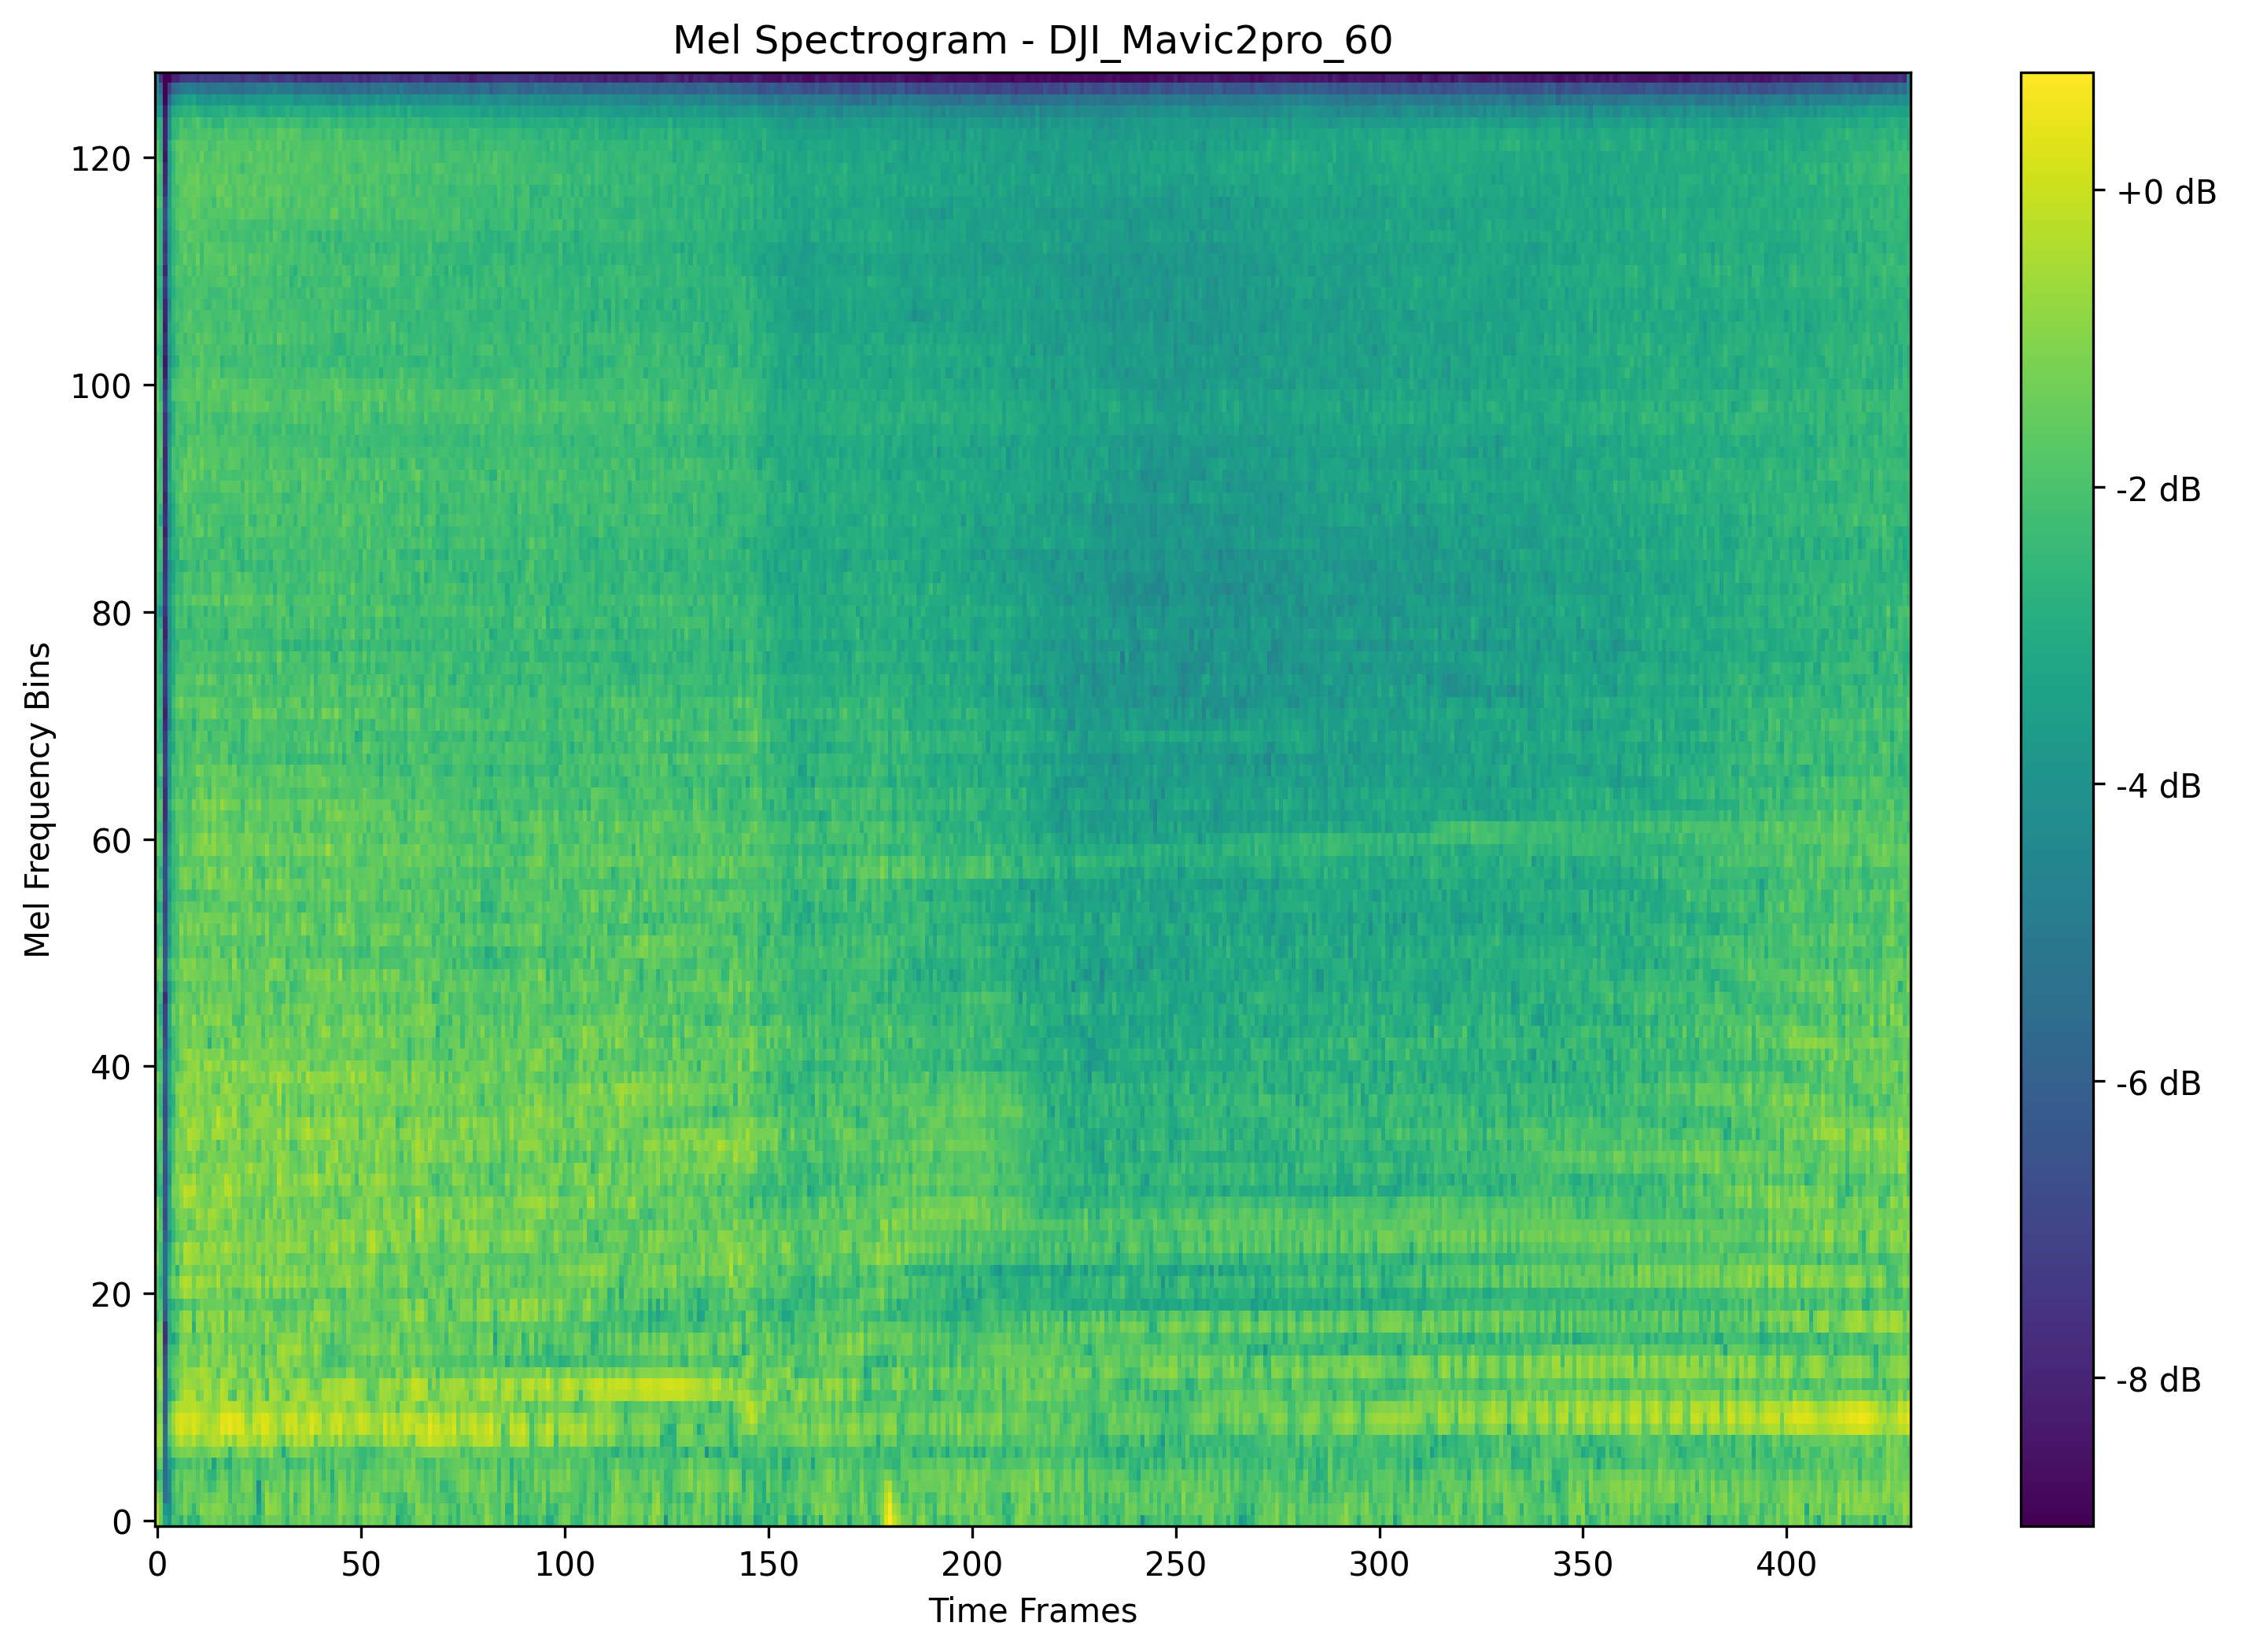 Mel Spectrogram - DJI_Mavic2pro_60
Mel Frequency Bins
120
100
80
60
40
20
0
0 50 100 150 200 250 300 350 400
Time Frames
+0 dB
-2 dB
-4 dB
-6 dB
-8 dB